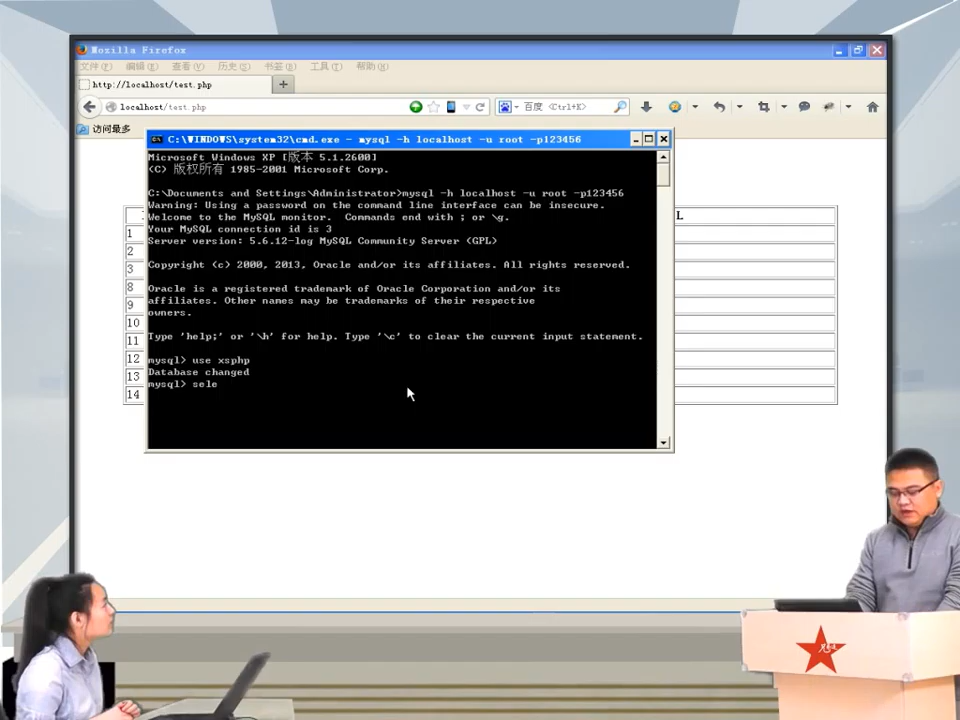 Mozilla Firefox
文件(F) 编辑(E) 查看(V) 历史(S) 书签(B) 工具(T) 帮助(H)
http://localhost/test.php
localhost/test.php
百度 <Ctrl+K>
访问最多
C:\WINDOWS\system32\cmd.exe - mysql -h localhost -u root -p123456
Microsoft Windows XP [版本 5.1.2600]
(C) 版权所有 1985-2001 Microsoft Corp.
C:\Documents and Settings\Administrator>mysql -h localhost -u root -p123456
Warning: Using a password on the command line interface can be insecure.
Welcome to the MySQL monitor.  Commands end with ; or \g.
Your MySQL connection id is 3
Server version: 5.6.12-log MySQL Community Server (GPL)
Copyright (c) 2000, 2013, Oracle and/or its affiliates. All rights reserved.
Oracle is a registered trademark of Oracle Corporation and/or its
affiliates. Other names may be trademarks of their respective
owners.
Type 'help;' or '\h' for help. Type '\c' to clear the current input statement.
mysql> use xsphp
Database changed
mysql> sele
L
1
2
3
8
9
10
11
12
13
14